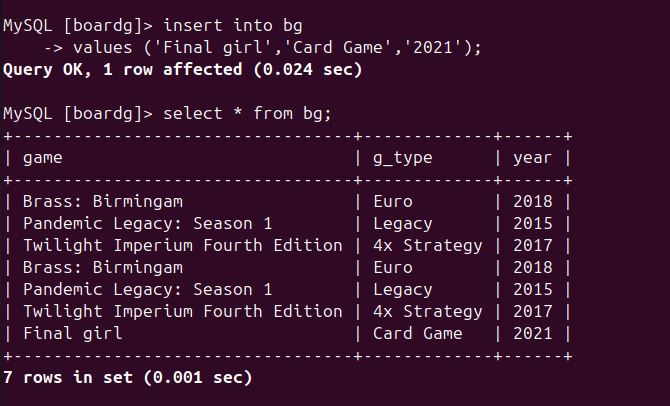 MySQL [boardg]> insert into bg
    -> values ('Final girl','Card Game','2021');
Query OK, 1 row affected (0.024 sec)

MySQL [boardg]> select * from bg;
+---------------------------------+-------------+------+
| game                            | g_type      | year |
+---------------------------------+-------------+------+
| Brass: Birmingam                | Euro        | 2018 |
| Pandemic Legacy: Season 1       | Legacy      | 2015 |
| Twilight Imperium Fourth Edition | 4x Strategy | 2017 |
| Brass: Birmingam                | Euro        | 2018 |
| Pandemic Legacy: Season 1       | Legacy      | 2015 |
| Twilight Imperium Fourth Edition | 4x Strategy | 2017 |
| Final girl                      | Card Game   | 2021 |
+---------------------------------+-------------+------+
7 rows in set (0.001 sec)